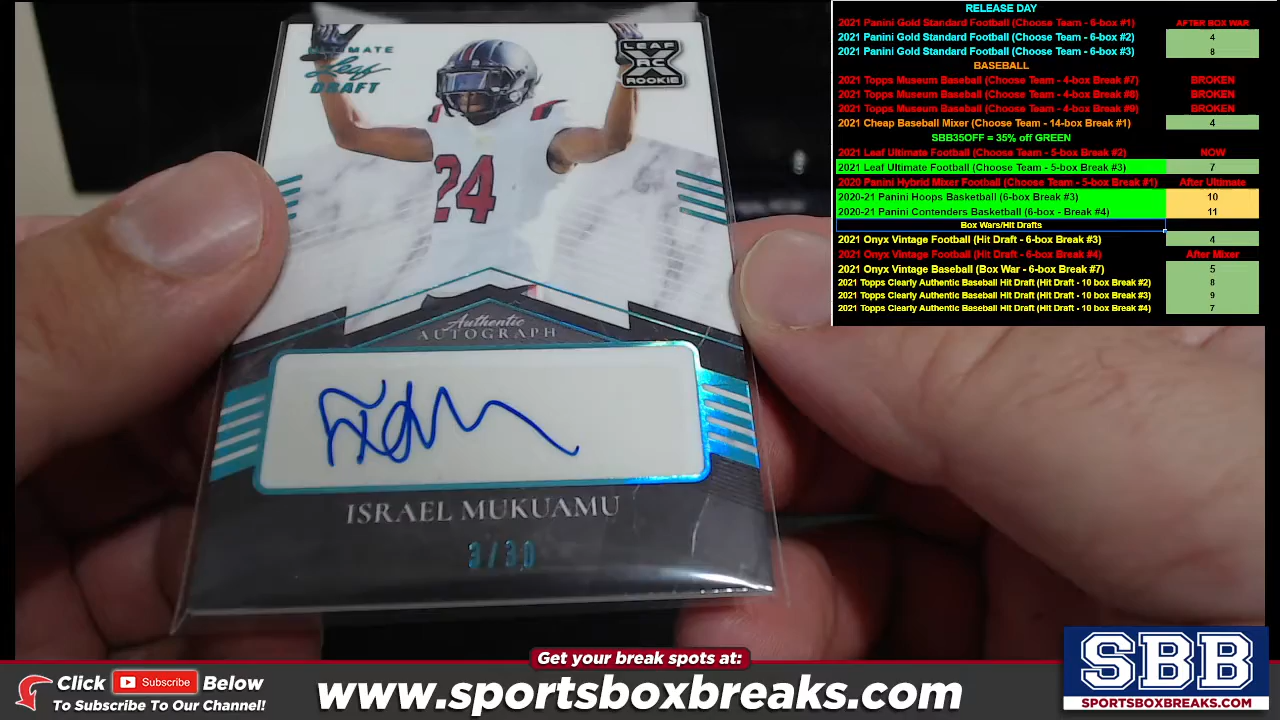 ULTIMATE
Leaf
DRAFT
LEAF
RC
ROOKIE
24
Authentic
AUTOGRAPH
ISRAEL MUKUAMU
3/30
RELEASE DAY
2021 Panini Gold Standard Football (Choose Team - 6-box #1) AFTER BOX WAR
2021 Panini Gold Standard Football (Choose Team - 6-box #2) 4
2021 Panini Gold Standard Football (Choose Team - 6-box #3) 8
BASEBALL
2021 Topps Museum Baseball (Choose Team - 4-box Break #7) BROKEN
2021 Topps Museum Baseball (Choose Team - 4-box Break #8) BROKEN
2021 Topps Museum Baseball (Choose Team - 4-box Break #9) BROKEN
2021 Cheap Baseball Mixer (Choose Team - 14-box Break #1) 4
SBB35OFF = 35% off GREEN
2021 Leaf Ultimate Football (Choose Team - 5-box Break #2) NOW
2021 Leaf Ultimate Football (Choose Team - 5-box Break #3) 7
2020 Panini Hybrid Mixer Football (Choose Team - 5-box Break #1) After Ultimate
2020-21 Panini Hoops Basketball (6-box Break #3) 10
2020-21 Panini Contenders Basketball (6-box - Break #4) 11
Box Wars/Hit Drafts
2021 Onyx Vintage Football (Hit Draft - 6-box Break #3) 4
2021 Onyx Vintage Football (Hit Draft - 6-box Break #4) After Mixer
2021 Onyx Vintage Baseball (Box War - 6-box Break #7) 5
2021 Topps Clearly Authentic Baseball Hit Draft (Hit Draft - 10 box Break #2) 8
2021 Topps Clearly Authentic Baseball Hit Draft (Hit Draft - 10 box Break #3) 9
2021 Topps Clearly Authentic Baseball Hit Draft (Hit Draft - 10 box Break #4) 7
Get your break spots at:
Click Subscribe Below
To Subscribe To Our Channel!
www.sportsboxbreaks.com
SBB
SPORTSBOXBREAKS.COM